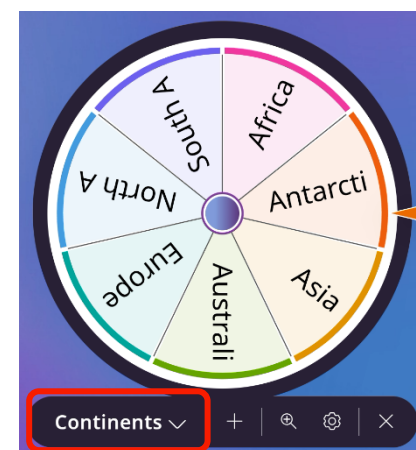 South A
Africa
North A
Antarcti
Europe
Asia
Australi
Continents